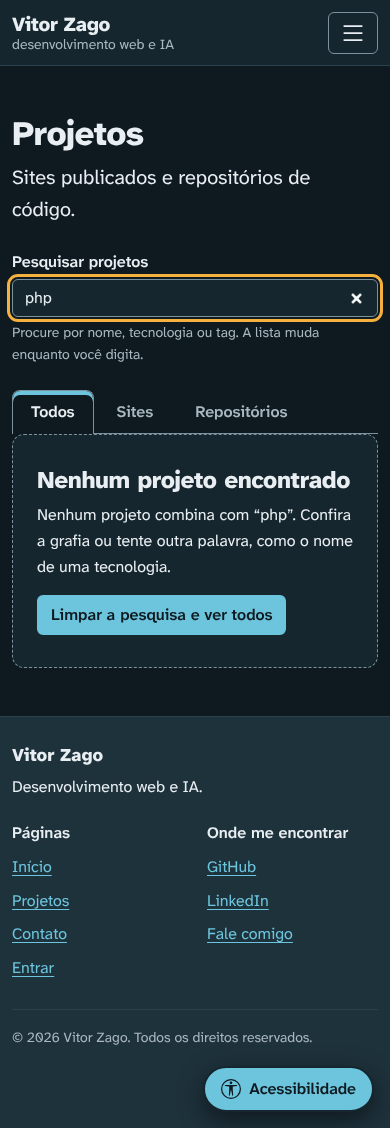 Vitor Zago
desenvolvimento web e IA
Projetos
Sites publicados e repositórios de
código.
Pesquisar projetos
php
Procure por nome, tecnologia ou tag. A lista muda
enquanto você digita.
Todos
Sites
Repositórios
Nenhum projeto encontrado
Nenhum projeto combina com “php”. Confira
a grafia ou tente outra palavra, como o nome
de uma tecnologia.
Limpar a pesquisa e ver todos
Vitor Zago
Desenvolvimento web e IA.
Páginas
Início
Projetos
Contato
Entrar
Onde me encontrar
GitHub
LinkedIn
Fale comigo
© 2026 Vitor Zago. Todos os direitos reservados.
Acessibilidade